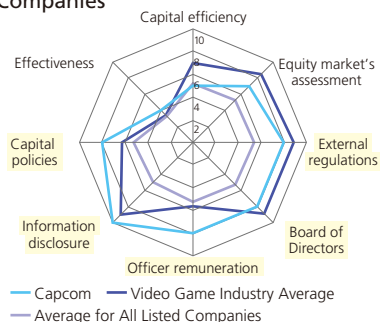 Companies
Capital efficiency
10
8
6
4
2
Effectiveness
Equity market's
assessment
Capital
policies
External
regulations
Information
disclosure
Board of
Directors
Officer remuneration
Capcom
Video Game Industry Average
Average for All Listed Companies